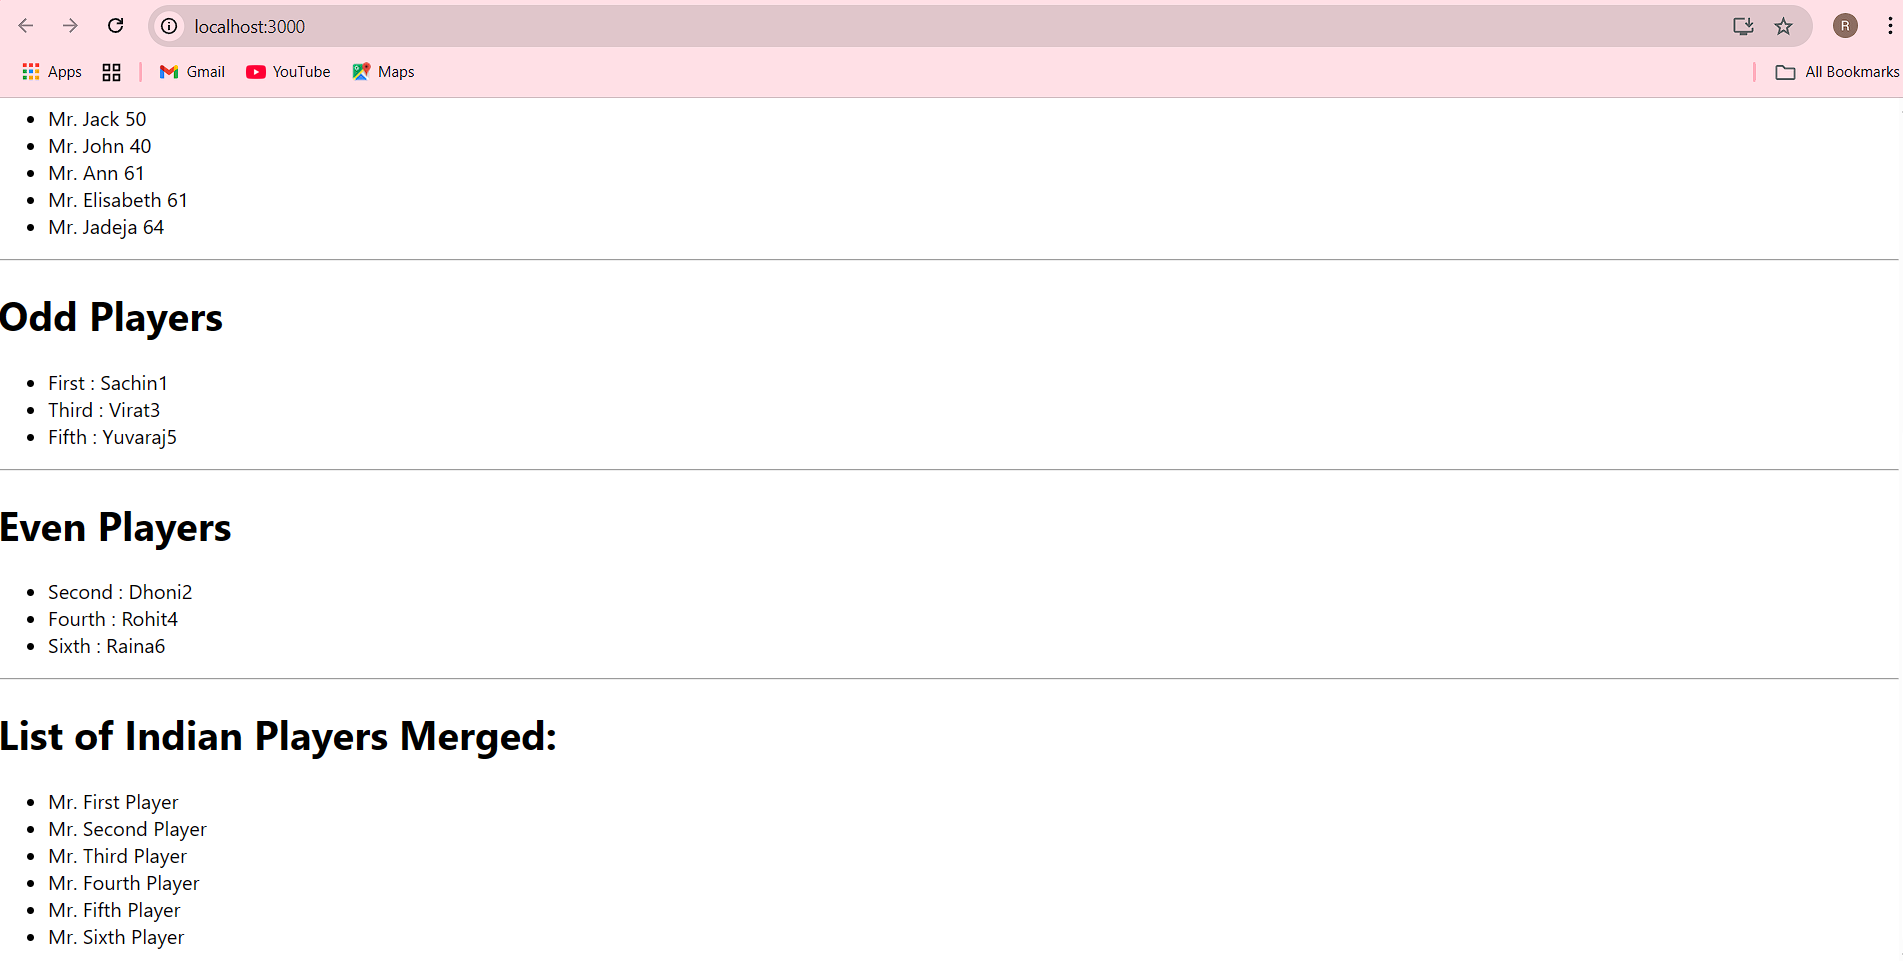 localhost:3000
R
Apps
Gmail
YouTube
Maps
All Bookmarks
Mr. Jack 50
Mr. John 40
Mr. Ann 61
Mr. Elisabeth 61
Mr. Jadeja 64
Odd Players
First : Sachin1
Third : Virat3
Fifth : Yuvaraj5
Even Players
Second : Dhoni2
Fourth : Rohit4
Sixth : Raina6
List of Indian Players Merged:
Mr. First Player
Mr. Second Player
Mr. Third Player
Mr. Fourth Player
Mr. Fifth Player
Mr. Sixth Player